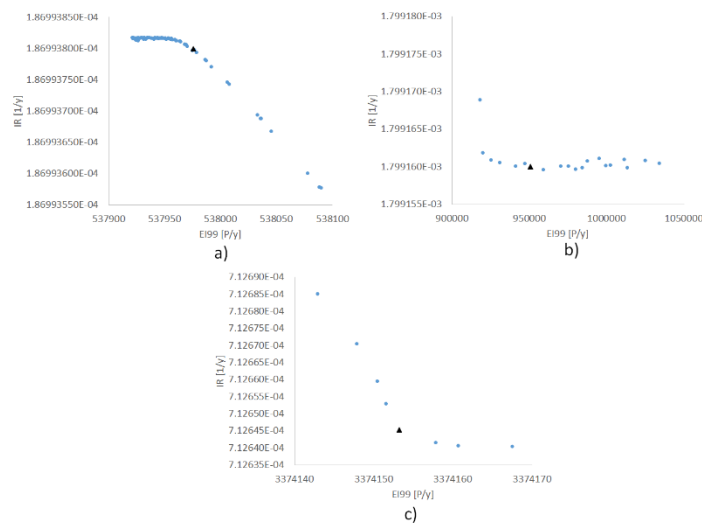 1.86993850E-04
1.86993800E-04
1.86993750E-04
1.86993700E-04
1.86993650E-04
1.86993600E-04
1.86993550E-04
IR [1/y]
537900 537950 538000 538050 538100
EI99 [P/y]
a)
1.799180E-03
1.799175E-03
1.799170E-03
1.799165E-03
1.799160E-03
1.799155E-03
IR [1/y]
900000 950000 1000000 1050000
EI99 [P/y]
b)
7.12690E-04
7.12685E-04
7.12680E-04
7.12675E-04
7.12670E-04
7.12665E-04
7.12660E-04
7.12655E-04
7.12650E-04
7.12645E-04
7.12640E-04
7.12635E-04
IR [1/y]
3374140 3374150 3374160 3374170
EI99 [P/y]
c)